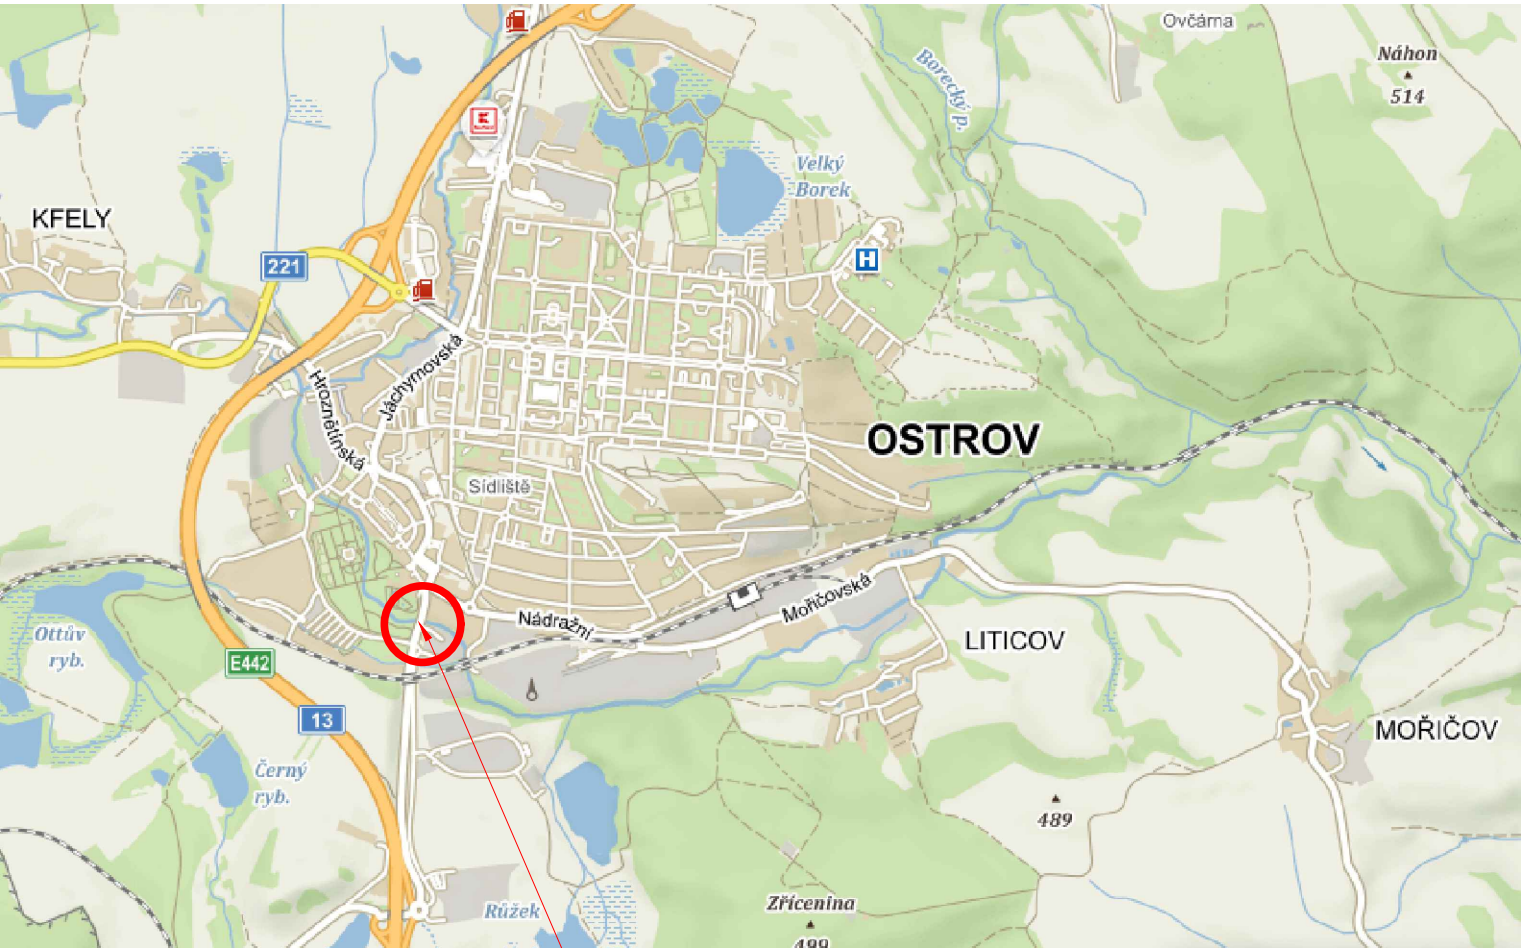 Ovčárna
Náhon
514
Borecký p.
Velký
Borek
KFELY
221
H
Jáchymovská
Hroznětínská
OSTROV
Sídliště
Nádražní
Mořičovská
LITICOV
Ottův
ryb.
E442
13
MOŘIČOV
Černý
ryb.
489
Růžek
Zřícenina
499